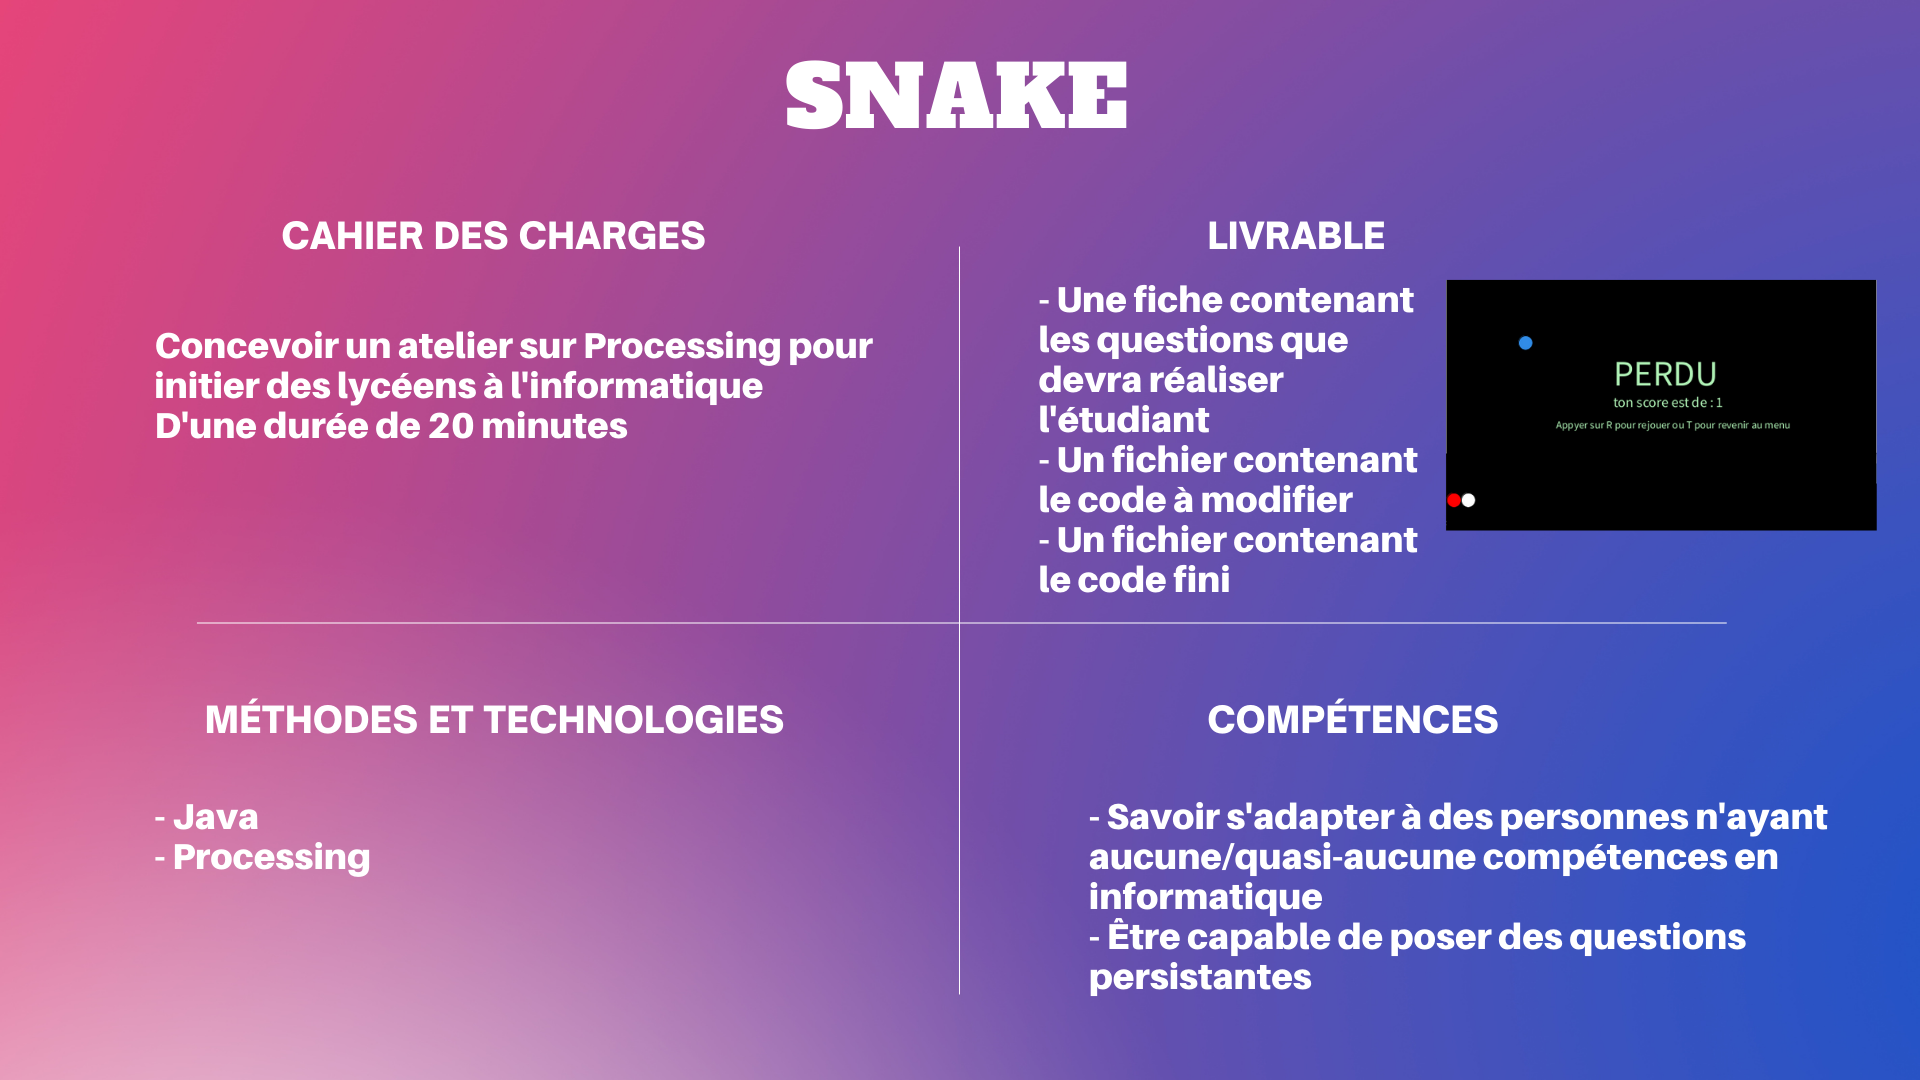 SNAKE
CAHIER DES CHARGES
Concevoir un atelier sur Processing pour
initier des lycéens à l'informatique
D'une durée de 20 minutes
LIVRABLE
- Une fiche contenant
les questions que
devra réaliser
l'étudiant
- Un fichier contenant
le code à modifier
- Un fichier contenant
le code fini
PERDU
ton score est de : 1
Appyer sur R pour rejouer ou T pour revenir au menu
MÉTHODES ET TECHNOLOGIES
- Java
- Processing
COMPÉTENCES
- Savoir s'adapter à des personnes n'ayant
aucune/quasi-aucune compétences en
informatique
- Être capable de poser des questions
persistantes